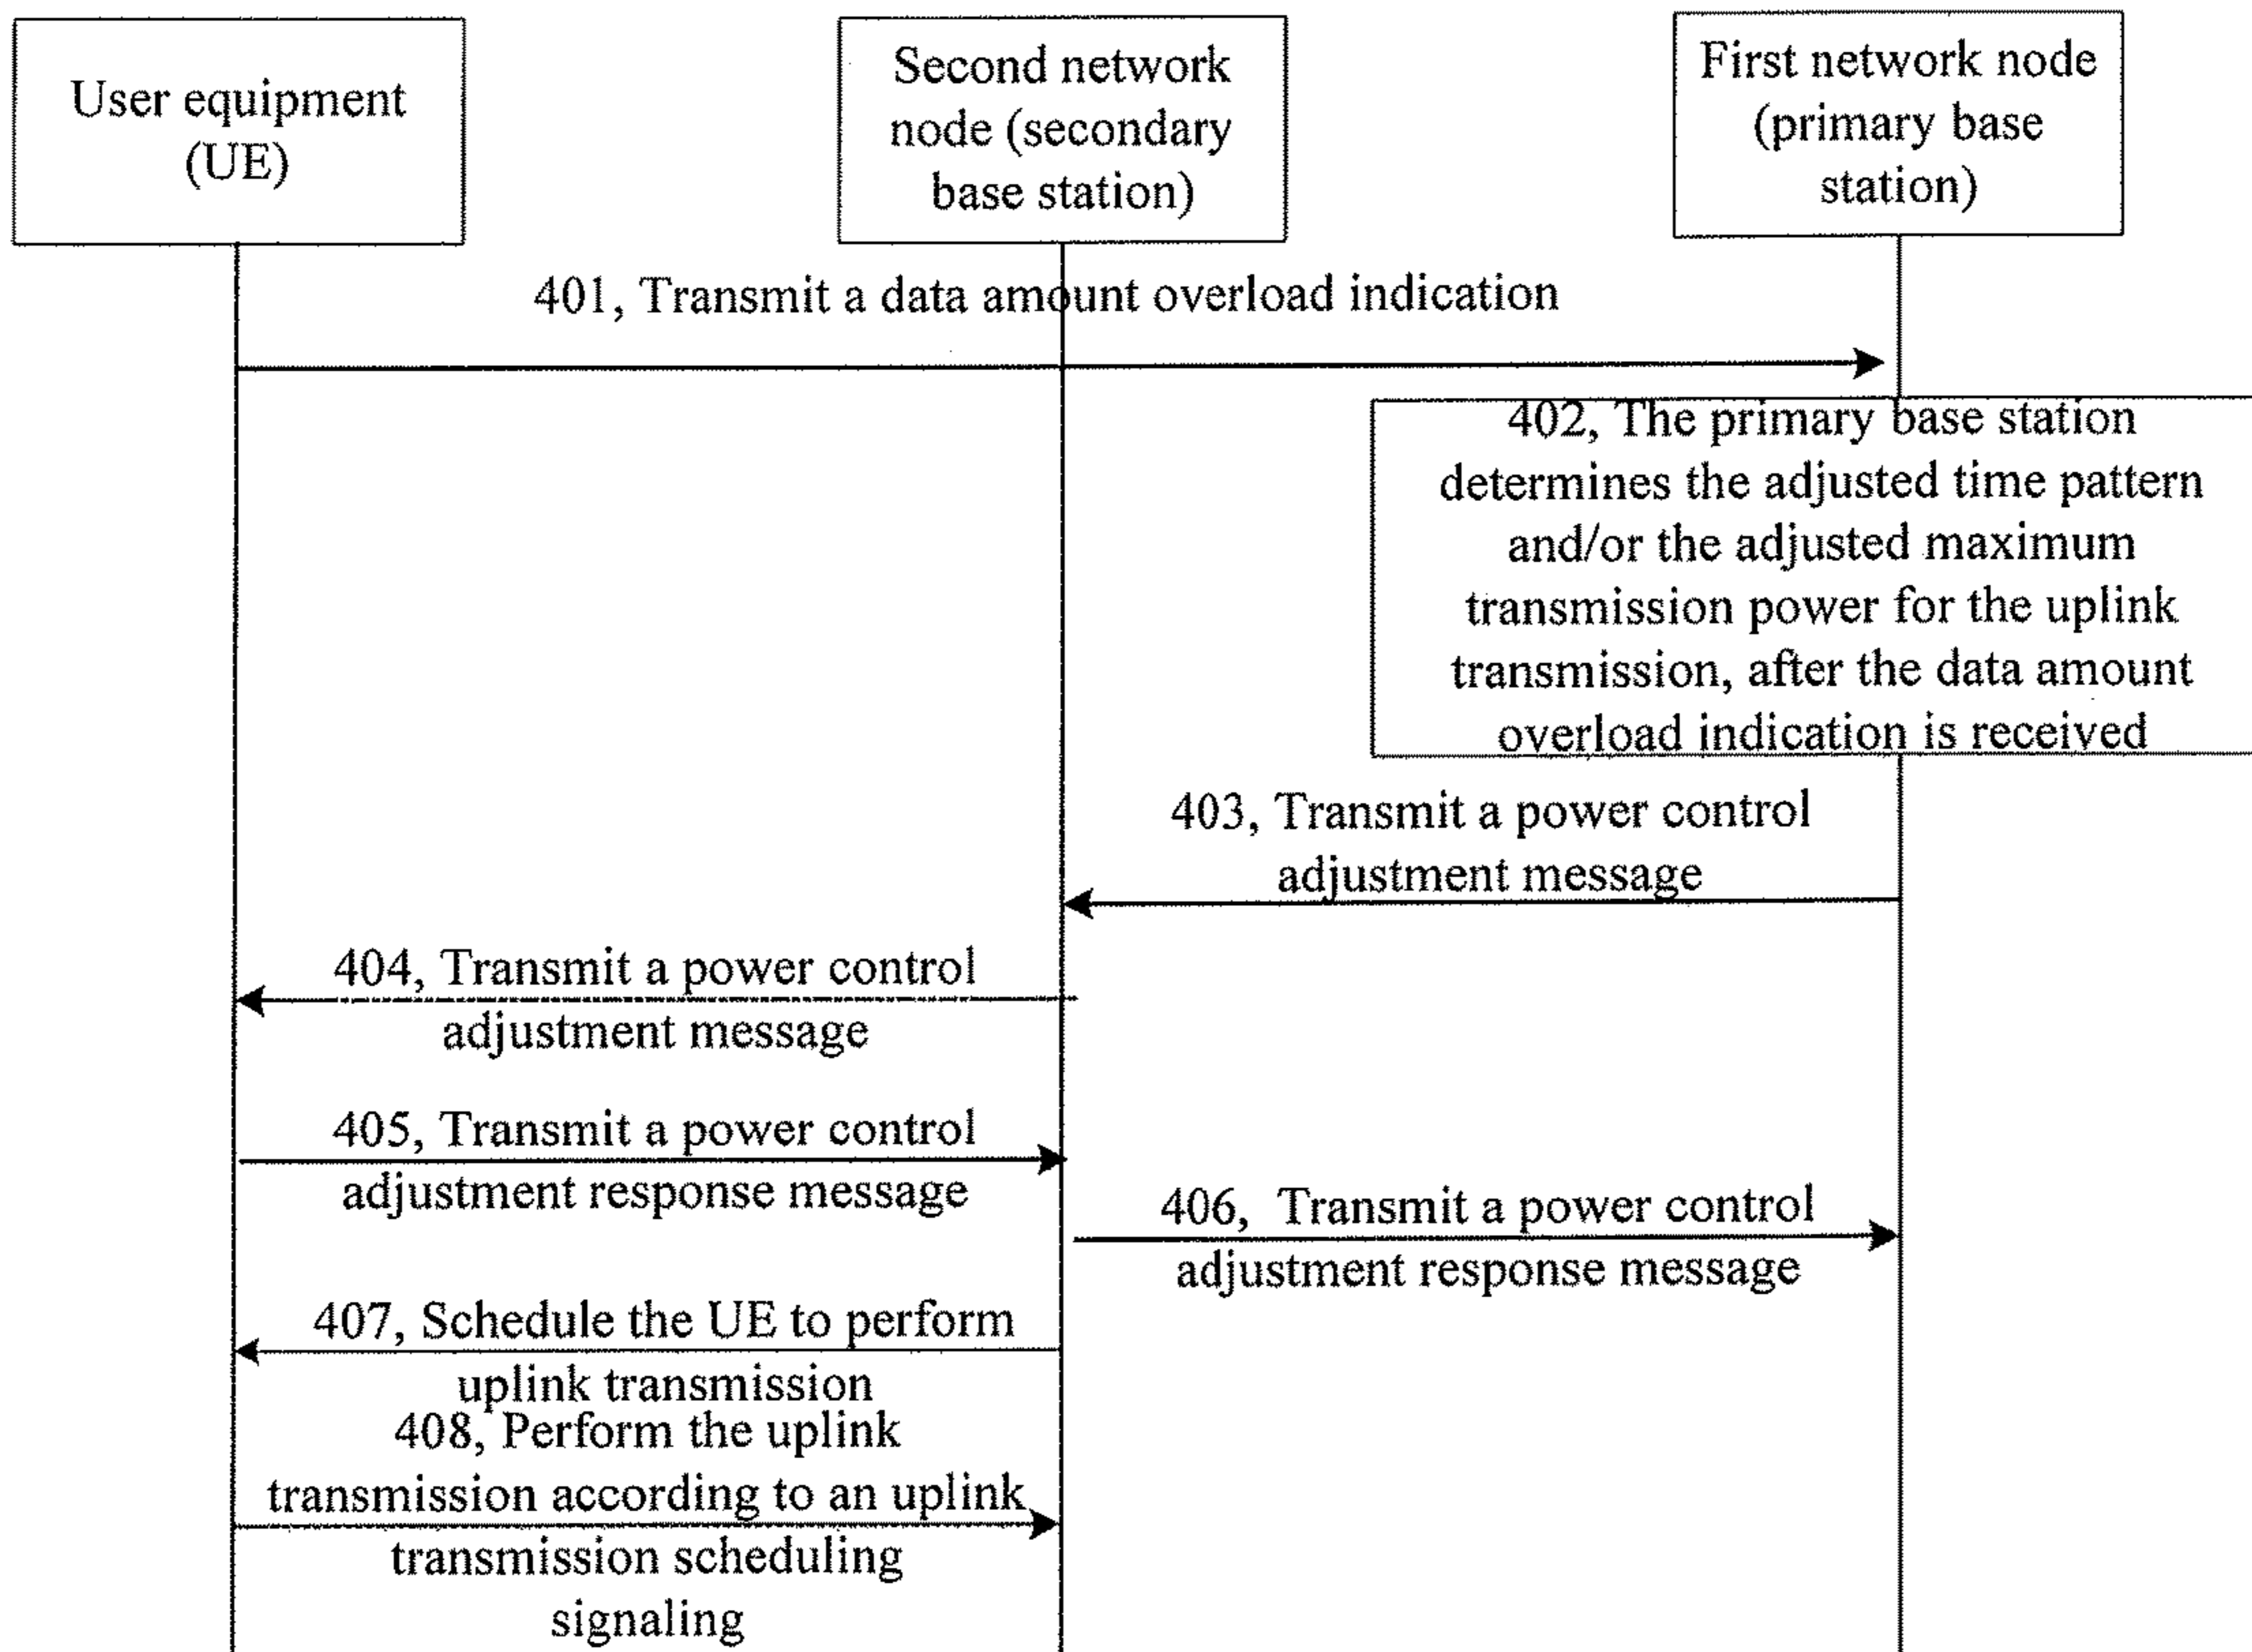 User equipment
(UE)
Second network
node (secondary
base station)
First network node
(primary base
station)
401, Transmit a data amount overload indication
402, The primary base station
determines the adjusted time pattern
and/or the adjusted maximum
transmission power for the uplink
transmission, after the data amount
overload indication is received
403, Transmit a power control
adjustment message
404, Transmit a power control
adjustment message
405, Transmit a power control
adjustment response message
406, Transmit a power control
adjustment response message
407, Schedule the UE to perform
uplink transmission
408, Perform the uplink
transmission according to an uplink
transmission scheduling
signaling